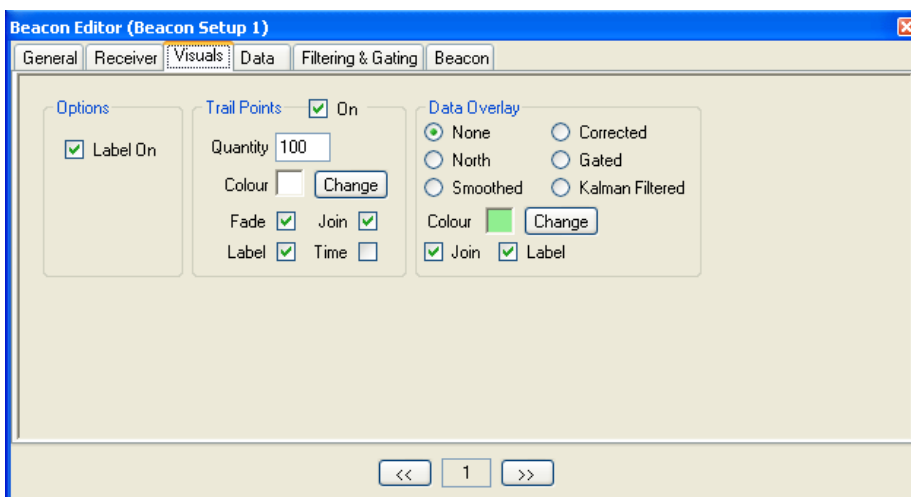 Beacon Editor (Beacon Setup 1)
General Receiver Visuals Data Filtering & Gating Beacon
Options
Label On
Trail Points On
Quantity 100
Colour Change
Fade Join
Label Time
Data Overlay
None Corrected
North Gated
Smoothed Kalman Filtered
Colour Change
Join Label
<< 1 >>